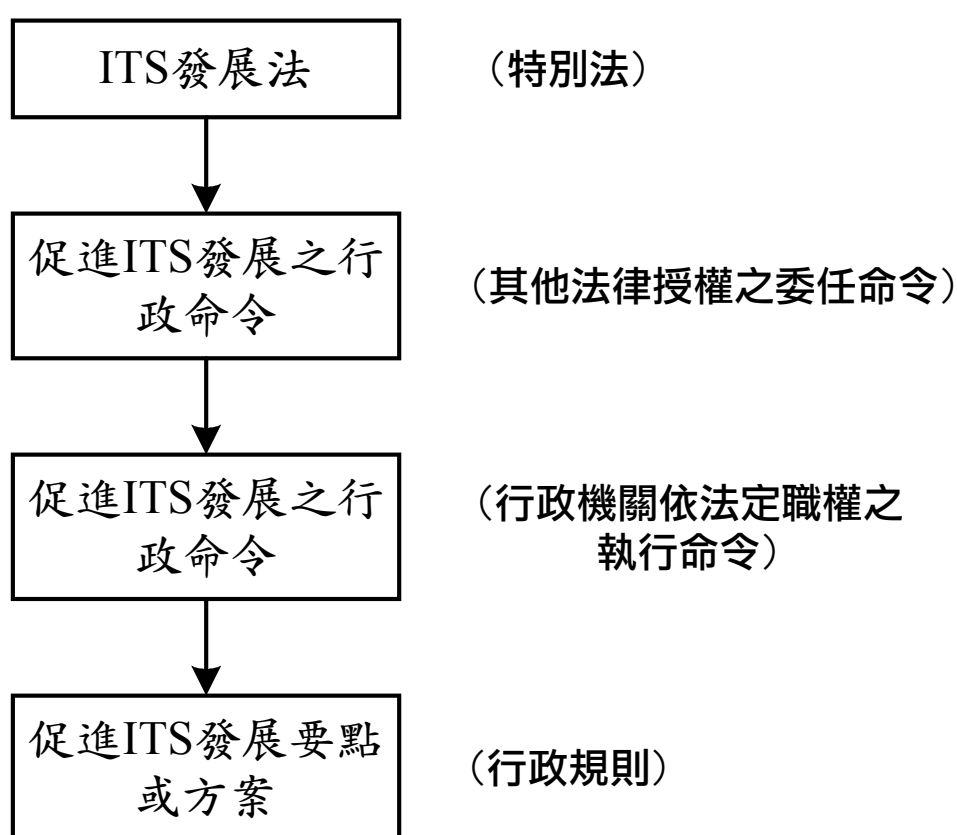 ITS發展法
（特別法）
促進ITS發展之行
政命令
（其他法律授權之委任命令）
促進ITS發展之行
政命令
（行政機關依法定職權之
執行命令）
促進ITS發展要點
或方案
（行政規則）